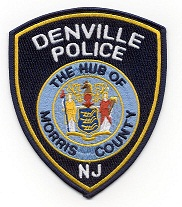 DENVILLE
POLICE
THE HUB OF
MORRIS COUNTY
NJ